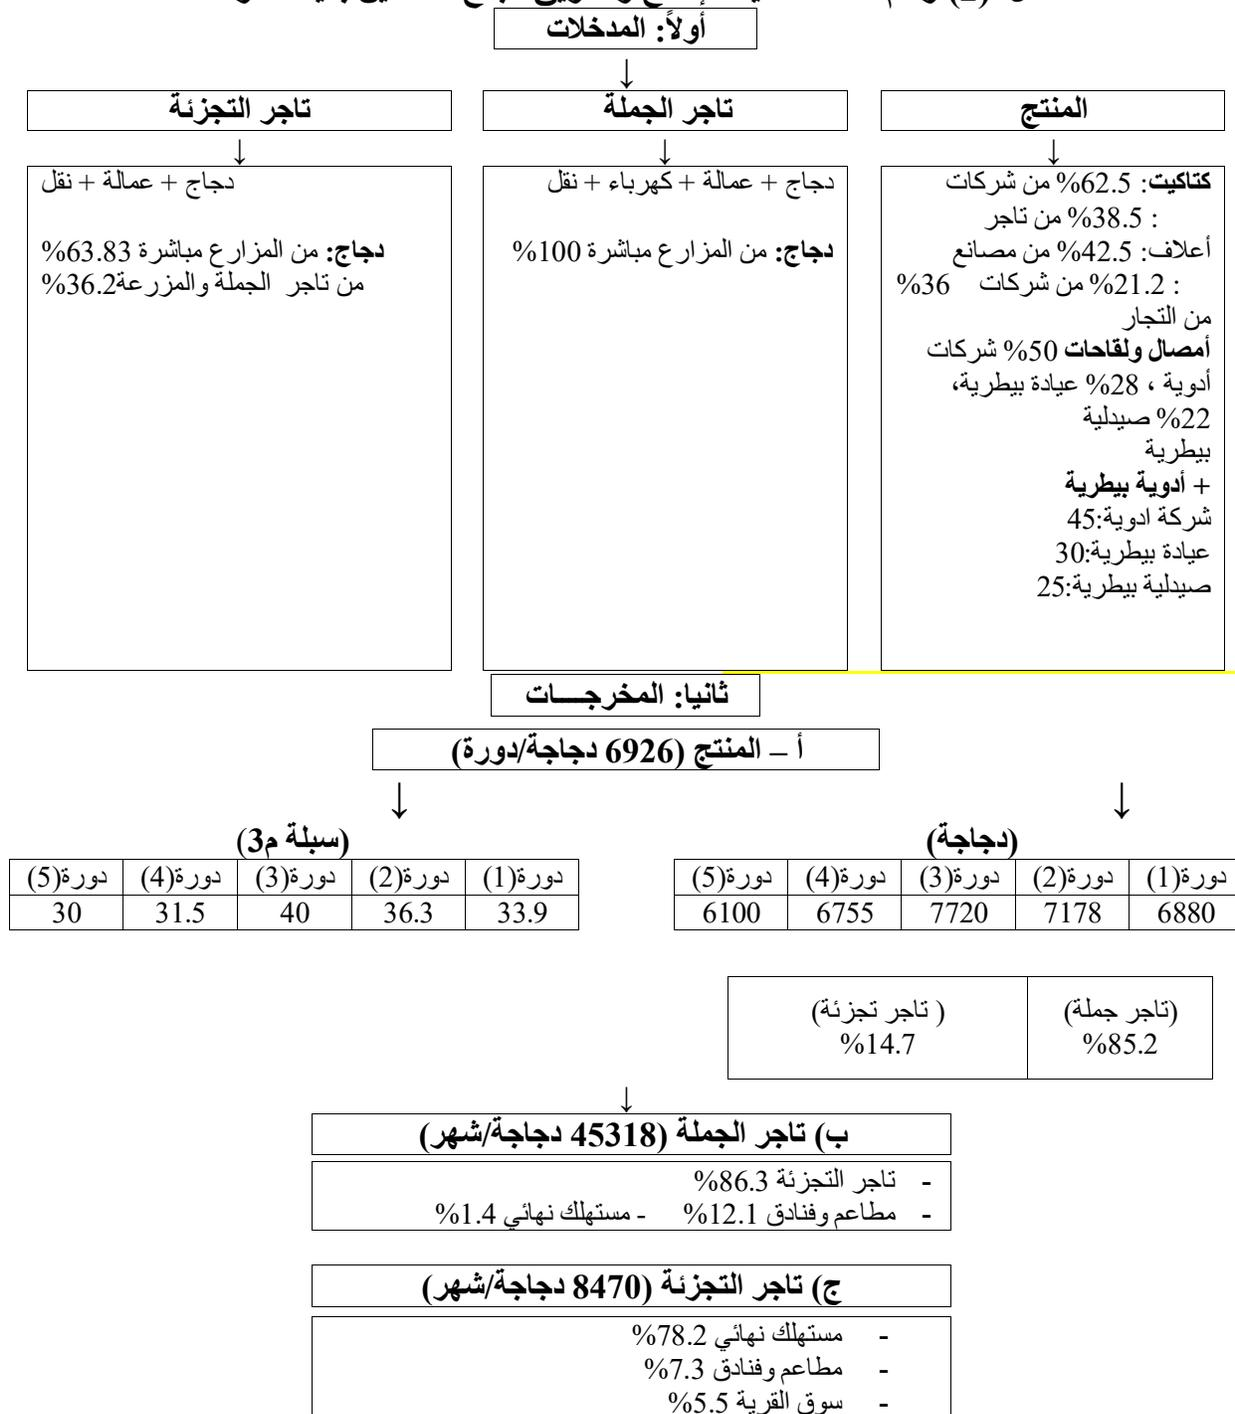 أولاً: المدخلات
↓
المنتج
تاجر الجملة
تاجر التجزئة
↓
↓
↓
كتاكيت: 62.5% من شركات
: 38.5% من تاجر
أعلاف: 42.5% من مصانع
: 21.2% من شركات 36%
من التجار
أمصال ولقاحات 50% شركات
أدوية ، 28% عيادة بيطرية،
22% صيدلية
بيطرية
+ أدوية بيطرية
شركة ادوية:45
عيادة بيطرية:30
صيدلية بيطرية:25
دجاج + عمالة + كهرباء + نقل
دجاج: من المزارع مباشرة 100%
دجاج + عمالة + نقل
دجاج: من المزارع مباشرة 63.83%
من تاجر الجملة والمزرعة36.2%
ثانيا: المخرجـــات
أ – المنتج (6926 دجاجة/دورة)
↓
↓
(دجاجة)
دورة(1) دورة(2) دورة(3) دورة(4) دورة(5)
6880 7178 7720 6755 6100
(سبلة م3)
دورة(1) دورة(2) دورة(3) دورة(4) دورة(5)
33.9 36.3 40 31.5 30
(تاجر جملة) ( تاجر تجزئة)
85.2% 14.7%
↓
ب) تاجر الجملة (45318 دجاجة/شهر)
- تاجر التجزئة 86.3%
- مطاعم وفنادق 12.1% - مستهلك نهائي 1.4%
ج) تاجر التجزئة (8470 دجاجة/شهر)
- مستهلك نهائي 78.2%
- مطاعم وفنادق 7.3%
- سوق القرية 5.5%